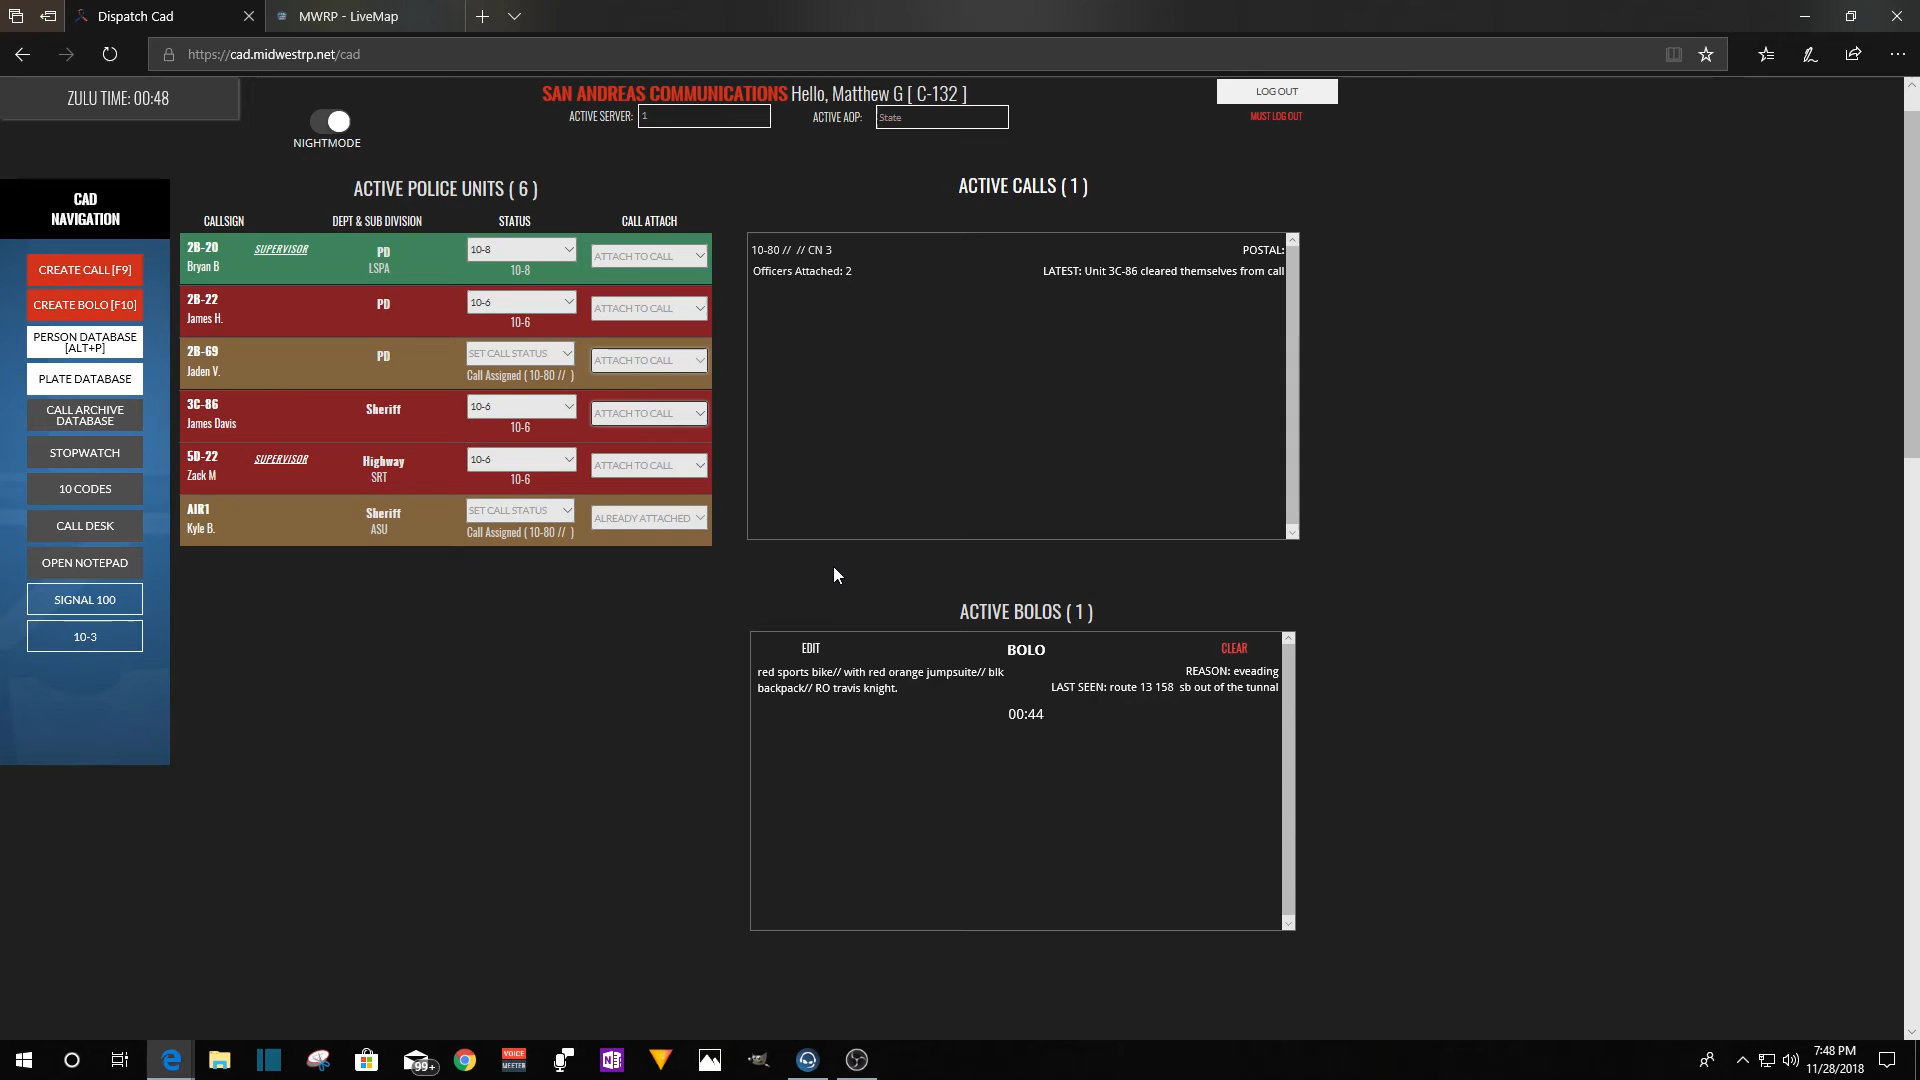 Dispatch Cad
MWRP - LiveMap
https://cad.midwestrp.net/cad
ZULU TIME: 00:48
NIGHTMODE
SAN ANDREAS COMMUNICATIONS Hello, Matthew G [ C-132 ]
ACTIVE SERVER: 1
ACTIVE AOP: State
LOG OUT
MUST LOG OUT
CAD
NAVIGATION
CREATE CALL [F9]
CREATE BOLO [F10]
PERSON DATABASE
[ALT+P]
PLATE DATABASE
CALL ARCHIVE
DATABASE
STOPWATCH
10 CODES
CALL DESK
OPEN NOTEPAD
SIGNAL 100
10-3
ACTIVE POLICE UNITS ( 6 )
CALLSIGN DEPT & SUB DIVISION STATUS CALL ATTACH
2B-20 SUPERVISOR PD 10-8 ATTACH TO CALL
Bryan B LSPA 10-8
2B-22 PD 10-6 ATTACH TO CALL
James H. 10-6
2B-69 PD SET CALL STATUS ATTACH TO CALL
Jaden V. Call Assigned ( 10-80 // )
3C-86 Sheriff 10-6 ATTACH TO CALL
James Davis 10-6
5D-22 SUPERVISOR Highway 10-6 ATTACH TO CALL
Zack M SRT 10-6
AIR1 Sheriff SET CALL STATUS ALREADY ATTACHED
Kyle B. ASU Call Assigned ( 10-80 // )
ACTIVE CALLS ( 1 )
10-80 // // CN 3 POSTAL:
Officers Attached: 2 LATEST: Unit 3C-86 cleared themselves from call
ACTIVE BOLOS ( 1 )
EDIT BOLO CLEAR
red sports bike// with red orange jumpsuite// blk
backpack// RO travis knight.
REASON: eveading
LAST SEEN: route 13 158 sb out of the tunnal
00:44
99+
VOICE
MEETER
N
7:48 PM
11/28/2018